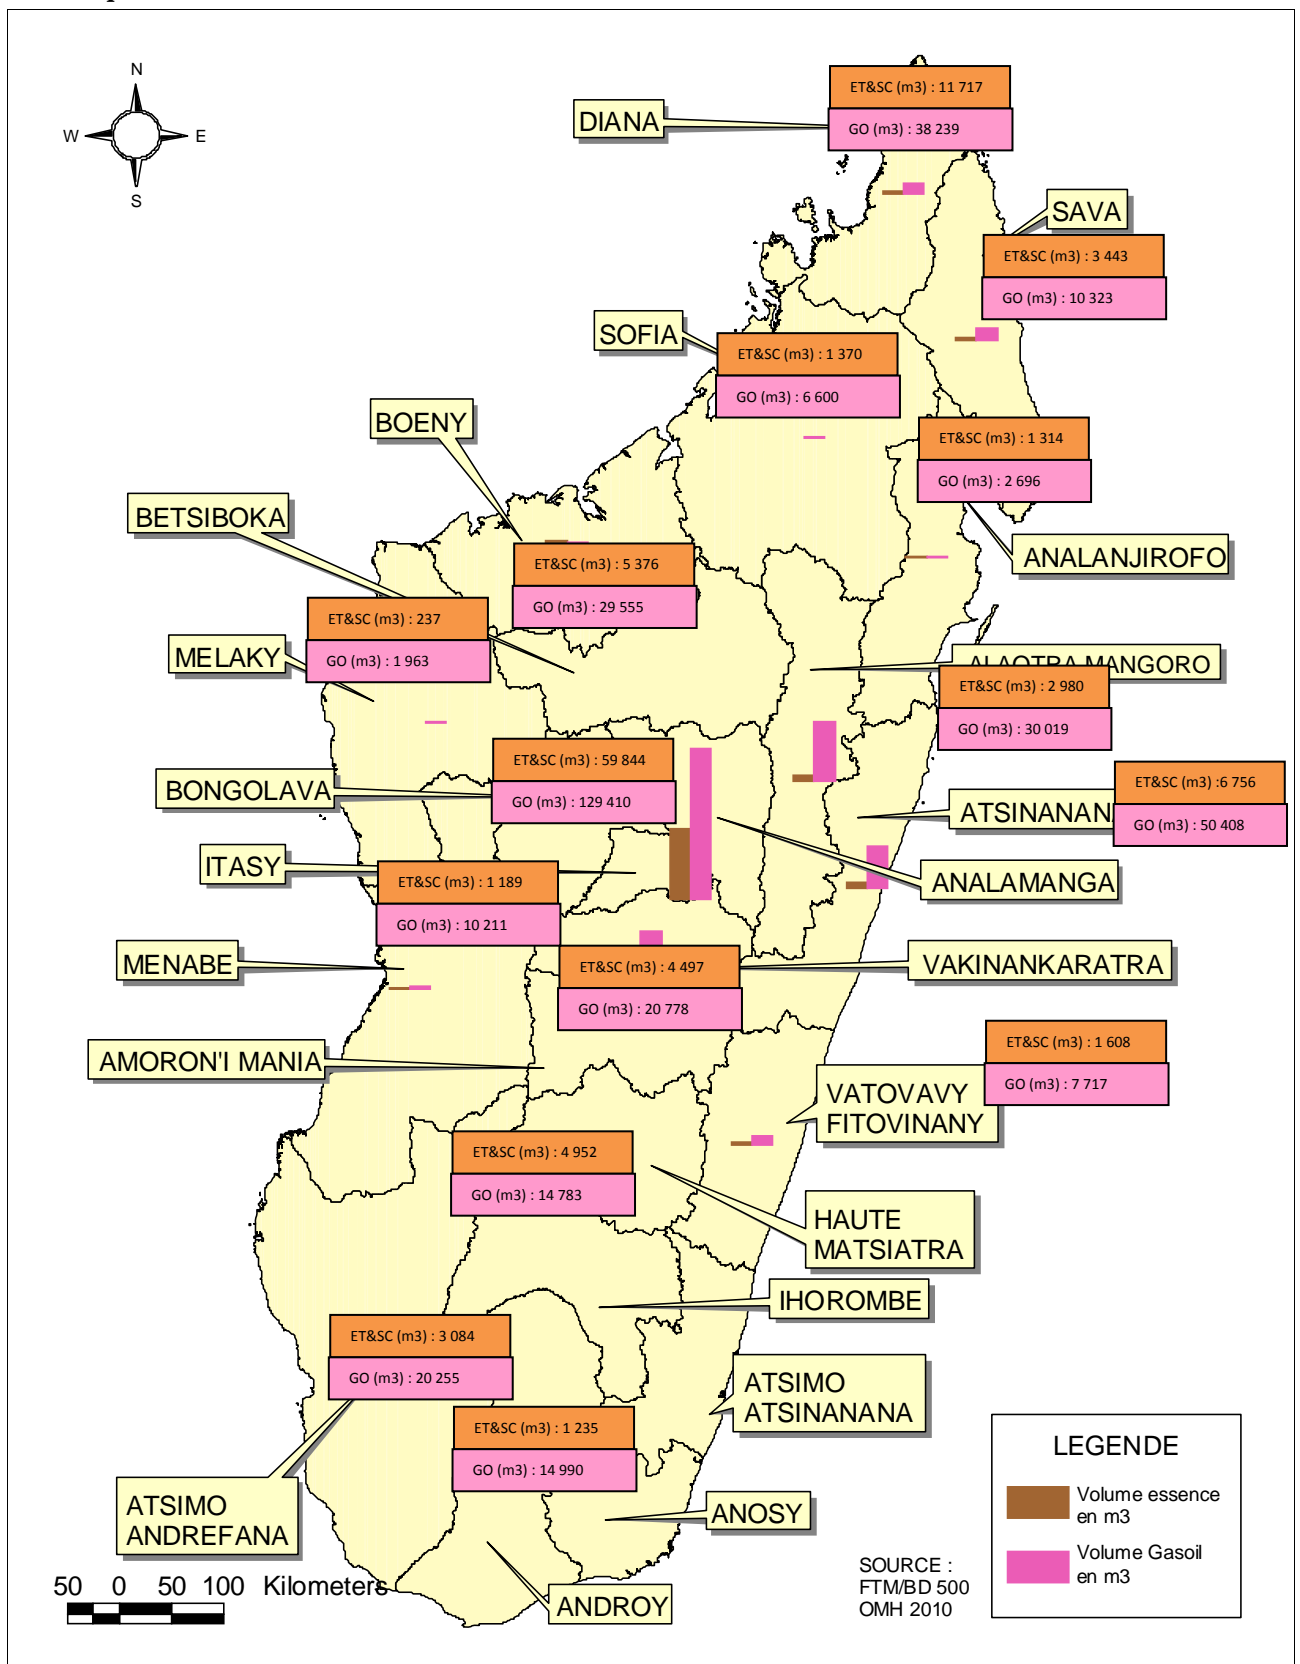 N
W E
S
DIANA
ET&SC (m3) : 11 717
GO (m3) : 38 239
SAVA
ET&SC (m3) : 3 443
GO (m3) : 10 323
SOFIA
ET&SC (m3) : 1 370
GO (m3) : 6 600
BOENY
ET&SC (m3) : 1 314
GO (m3) : 2 696
BETSIBOKA
ANALANJIROFO
ET&SC (m3) : 5 376
GO (m3) : 29 555
ET&SC (m3) : 237
GO (m3) : 1 963
MELAKY
ALAOTRA MANGORO
ET&SC (m3) : 2 980
GO (m3) : 30 019
BONGOLAVA
ET&SC (m3) : 59 844
GO (m3) : 129 410
ATSINANAN
ET&SC (m3) :6 756
GO (m3) : 50 408
ITASY
ET&SC (m3) : 1 189
GO (m3) : 10 211
ANALAMANGA
MENABE
ET&SC (m3) : 4 497
GO (m3) : 20 778
VAKINANKARATRA
AMORON'I MANIA
ET&SC (m3) : 1 608
GO (m3) : 7 717
VATOVAVY
FITOVINANY
ET&SC (m3) : 4 952
GO (m3) : 14 783
HAUTE
MATSIATRA
IHOROMBE
ET&SC (m3) : 3 084
GO (m3) : 20 255
ATSIMO
ATSINANANA
ET&SC (m3) : 1 235
GO (m3) : 14 990
ATSIMO
ANDREFANA
ANOSY
ANDROY
50 0 50 100 Kilometers
SOURCE :
FTM/BD 500
OMH 2010
LEGENDE
Volume essence
en m3
Volume Gasoil
en m3